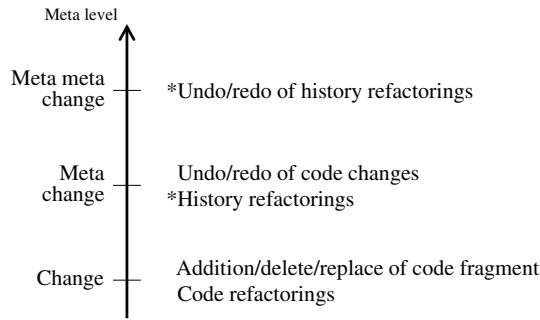 Meta level
Meta meta
change
*Undo/redo of history refactorings
Meta
change
Undo/redo of code changes
*History refactorings
Change
Addition/delete/replace of code fragment
Code refactorings